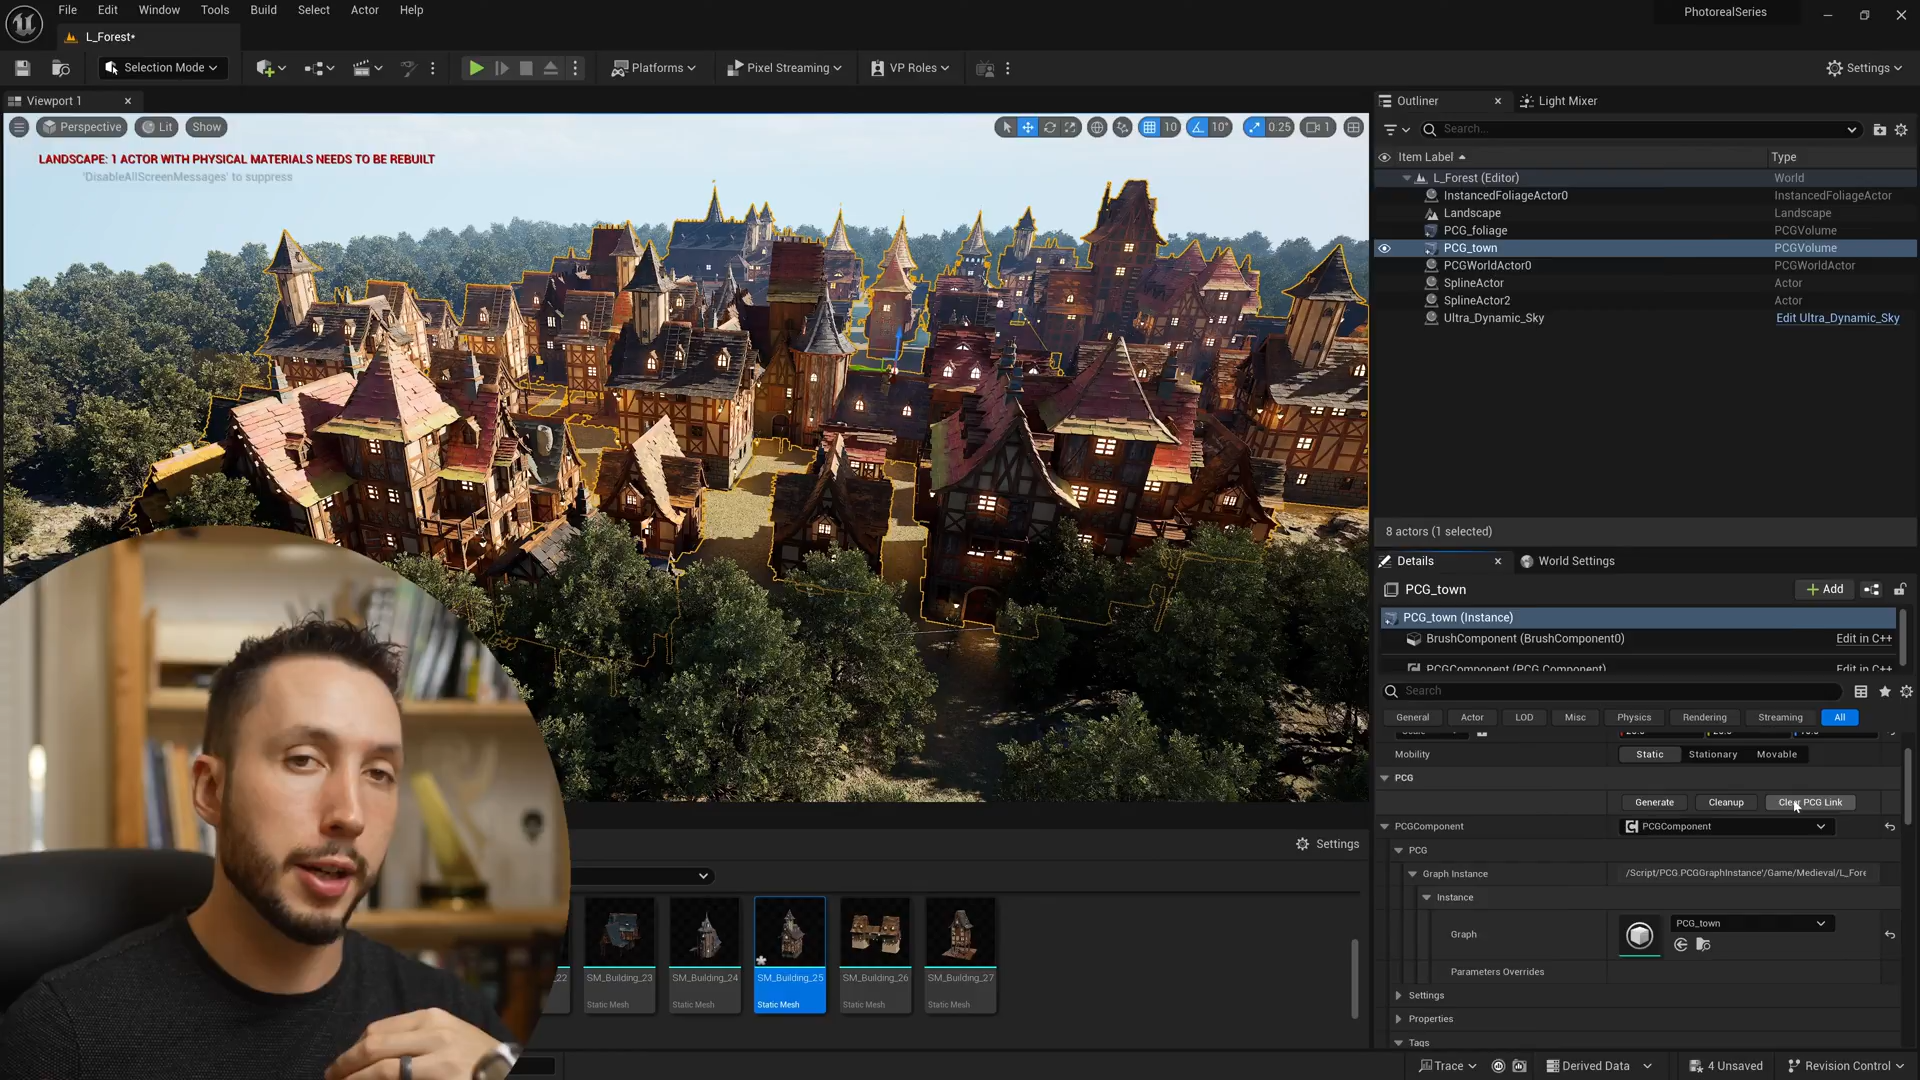 File Edit Window Tools Build Select Actor Help
PhotorealSeries
L_Forest•
Selection Mode
Platforms
Pixel Streaming
VP Roles
Settings
Viewport 1
Perspective Lit Show
10 10° 0.25 1
LANDSCAPE: 1 ACTOR WITH PHYSICAL MATERIALS NEEDS TO BE REBUILT
'DisableAllScreenMessages' to suppress
Outliner Light Mixer
Search...
Item Label Type
L_Forest (Editor) World
InstancedFoliageActor0 InstancedFoliageActor
Landscape Landscape
PCG_foliage PCGVolume
PCG_town PCGVolume
PCGWorldActor0 PCGWorldActor
SplineActor Actor
SplineActor2 Actor
Ultra_Dynamic_Sky Edit Ultra_Dynamic_Sky
8 actors (1 selected)
Details World Settings
PCG_town
Add
PCG_town (Instance)
BrushComponent (BrushComponent0) Edit in C++
PCGComponent (PCG Component) Edit in C++
Search
General Actor LOD Misc Physics Rendering Streaming All
Mobility Static Stationary Movable
PCG
Generate Cleanup Clear PCG Link
PCGComponent PCGComponent
PCG
Graph Instance /Script/PCG.PCGGraphInstance'/Game/Medieval/L_Fore
Instance
PCG_town
Graph
Parameters Overrides
Settings
Properties
Tags
Settings
22 SM_Building_23 SM_Building_24 SM_Building_25 SM_Building_26 SM_Building_27
Static Mesh Static Mesh Static Mesh Static Mesh Static Mesh
Trace Derived Data 4 Unsaved Revision Control